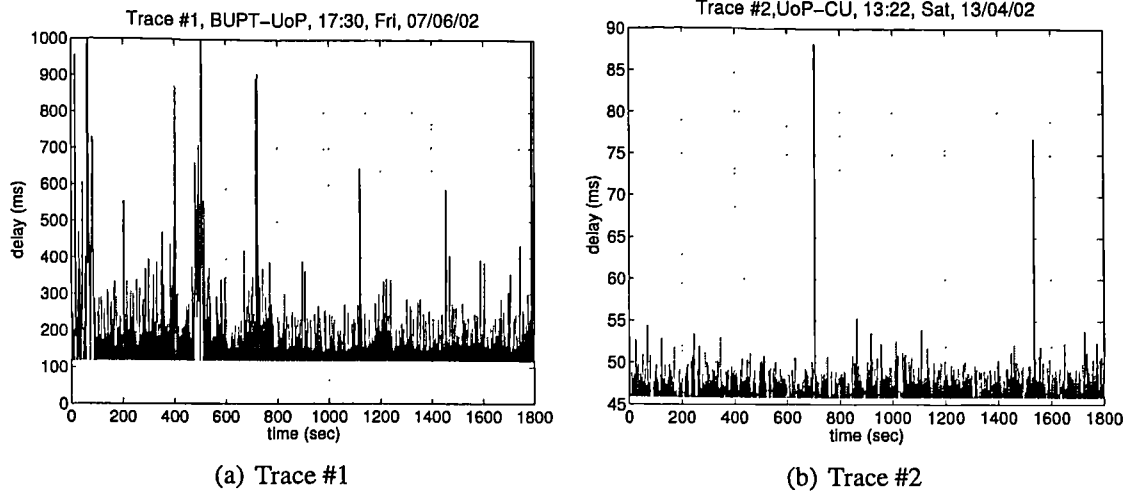 Trace #1, BUPT−UoP, 17:30, Fri, 07/06/02
1000
900
800
700
600
500
400
300
200
100
0
delay (ms)
0 200 400 600 800 1000 1200 1400 1600 1800
time (sec)
(a) Trace #1
Trace #2,UoP−CU, 13:22, Sat, 13/04/02
90
85
80
75
70
65
60
55
50
45
delay (ms)
0 200 400 600 800 1000 1200 1400 1600 1800
time (sec)
(b) Trace #2